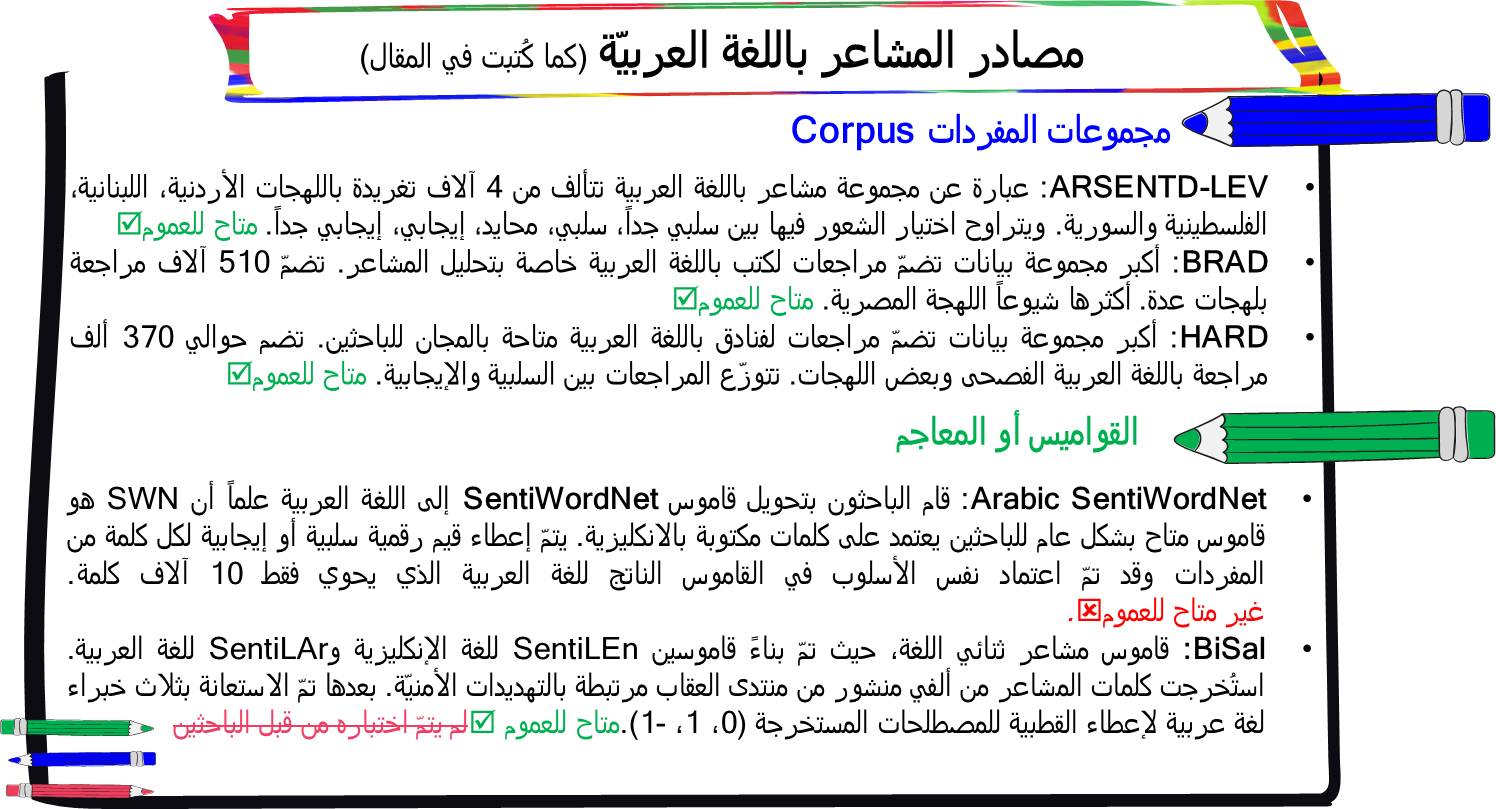 مصادر المشاعر باللغة العربيّة (كما كُتبت في المقال)
مجموعات المفردات Corpus
• ARSENTD-LEV: عبارة عن مجموعة مشاعر باللغة العربية تتألف من 4 آلاف تغريدة باللهجات الأردنية، اللبنانية،
الفلسطينية والسورية. ويتراوح اختيار الشعور فيها بين سلبي جداً، سلبي، محايد، إيجابي، إيجابي جداً. متاح للعموم☑
• BRAD: أكبر مجموعة بيانات تضمّ مراجعات لكتب باللغة العربية خاصة بتحليل المشاعر. تضمّ 510 آلاف مراجعة
بلهجات عدة. أكثرها شيوعاً اللهجة المصرية. متاح للعموم☑
• HARD: أكبر مجموعة بيانات تضمّ مراجعات لفنادق باللغة العربية متاحة بالمجان للباحثين. تضم حوالي 370 ألف
مراجعة باللغة العربية الفصحى وبعض اللهجات. تتوزّع المراجعات بين السلبية والإيجابية. متاح للعموم☑
القواميس أو المعاجم
• Arabic SentiWordNet: قام الباحثون بتحويل قاموس SentiWordNet إلى اللغة العربية علماً أن SWN هو
قاموس متاح بشكل عام للباحثين يعتمد على كلمات مكتوبة بالانكليزية. يتمّ إعطاء قيم رقمية سلبية أو إيجابية لكل كلمة من
المفردات وقد تمّ اعتماد نفس الأسلوب في القاموس الناتج للغة العربية الذي يحوي فقط 10 آلاف كلمة.
غير متاح للعموم☒.
• BiSal: قاموس مشاعر ثنائي اللغة، حيث تمّ بناءً قاموسين SentiLEn للغة الإنكليزية وSentiLAr للغة العربية.
استُخرجت كلمات المشاعر من ألفي منشور من منتدى العقاب مرتبطة بالتهديدات الأمنيّة. بعدها تمّ الاستعانة بثلاث خبراء
لغة عربية لإعطاء القطبية للمصطلحات المستخرجة (0، 1، -1).متاح للعموم ☑لم يتمّ اختباره من قبل الباحثين